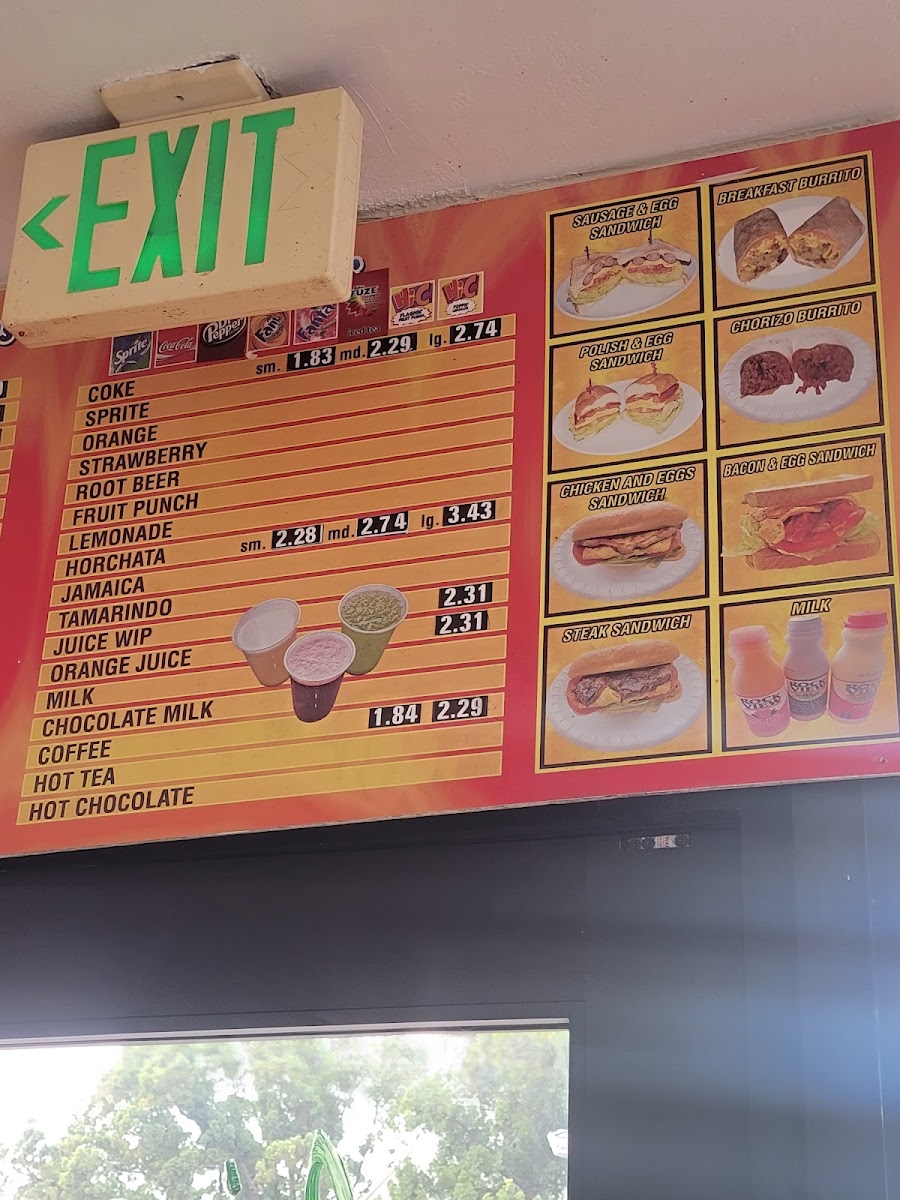 EXIT
Sprite
Coca-Cola
Dr Pepper
Fanta
Fanta
FUZE
iced tea
Hi-C
Hi-C
sm. 1.83 md. 2.29 lg. 2.74
COKE
SPRITE
ORANGE
STRAWBERRY
ROOT BEER
FRUIT PUNCH
LEMONADE
HORCHATA sm. 2.28 md. 2.74 lg. 3.43
JAMAICA
TAMARINDO
JUICE WIP 2.31
ORANGE JUICE 2.31
MILK
CHOCOLATE MILK
COFFEE 1.84 2.29
HOT TEA
HOT CHOCOLATE
SAUSAGE & EGG
SANDWICH
BREAKFAST BURRITO
POLISH & EGG
SANDWICH
CHORIZO BURRITO
CHICKEN AND EGGS
SANDWICH
BACON & EGG SANDWICH
STEAK SANDWICH
MILK
ROCK
VIEW
ROCK
VIEW